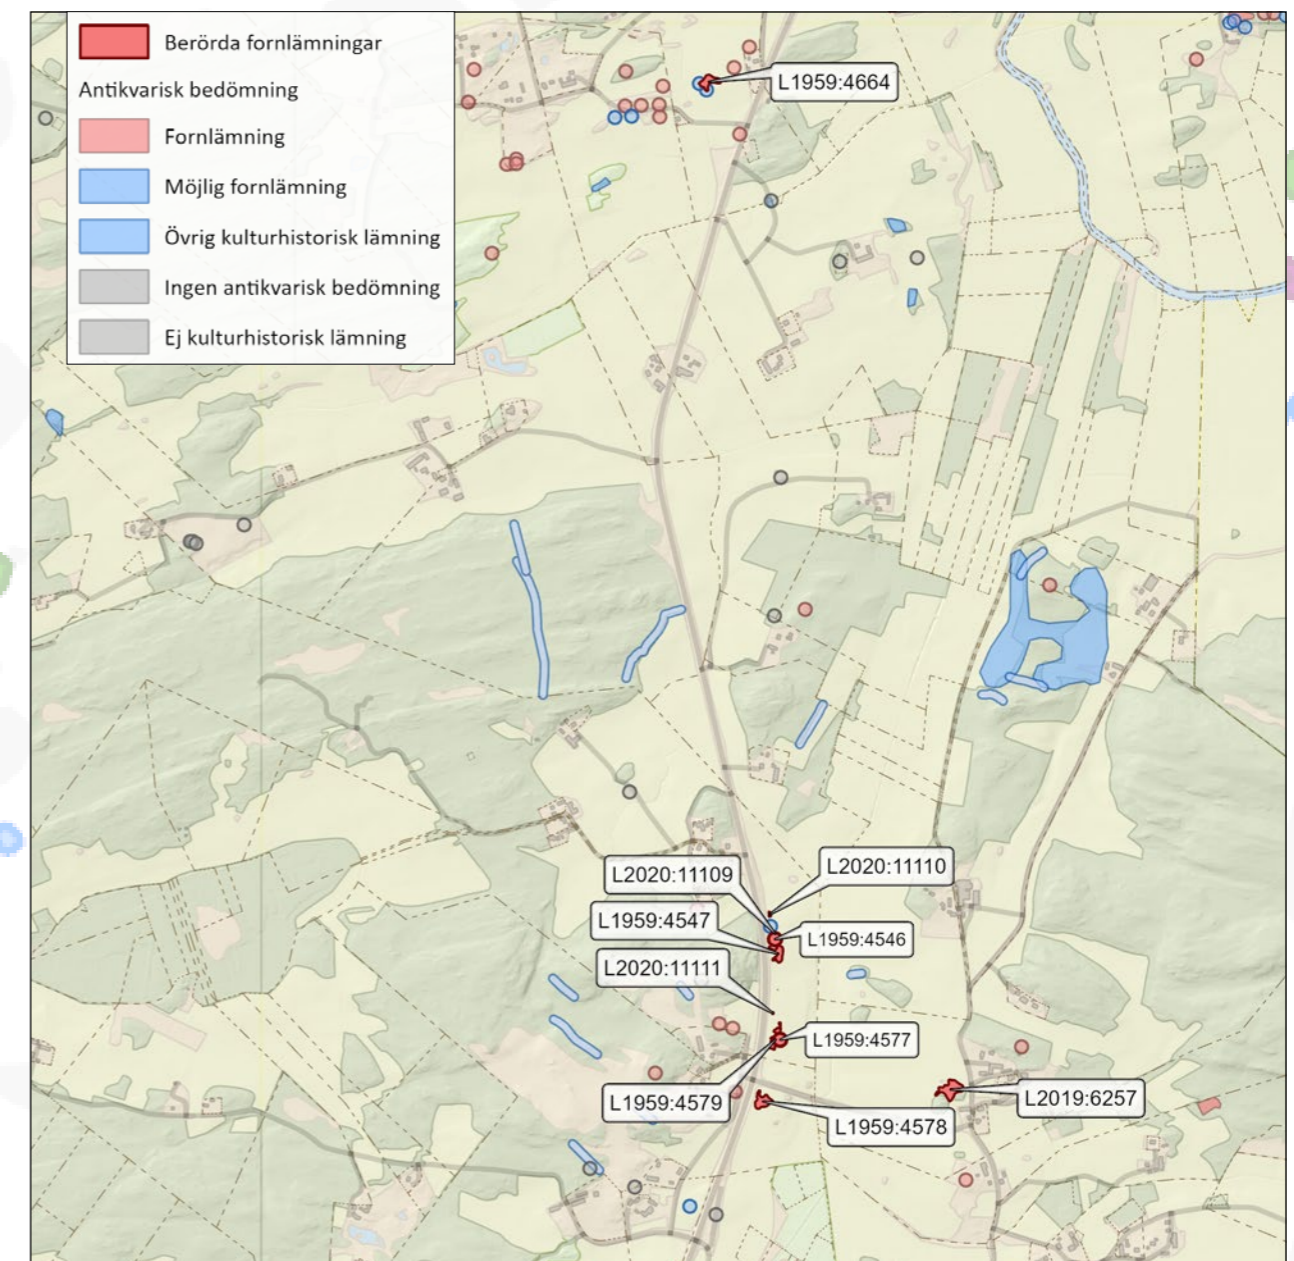 Berörda fornlämningar
Antikvarisk bedömning
Fornlämning
Möjlig fornlämning
Övrig kulturhistorisk lämning
Ingen antikvarisk bedömning
Ej kulturhistorisk lämning
L1959:4664
L2020:11109
L2020:11110
L1959:4547
L1959:4546
L2020:11111
L1959:4577
L1959:4579
L2019:6257
L1959:4578